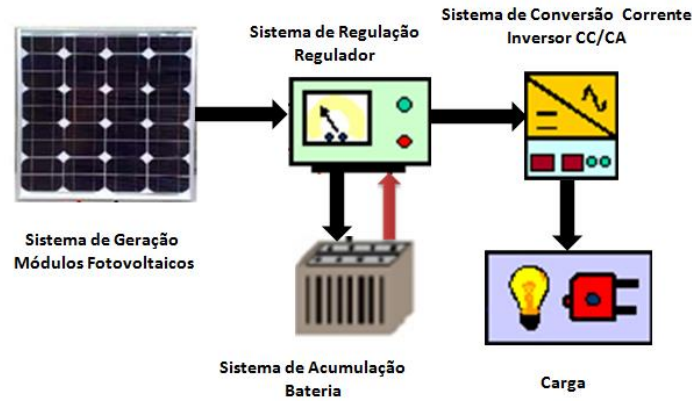 Sistema de Conversão Corrente
Inversor CC/CA
Sistema de Regulação
Regulador
Sistema de Geração
Módulos Fotovoltaicos
Sistema de Acumulação
Bateria
Carga